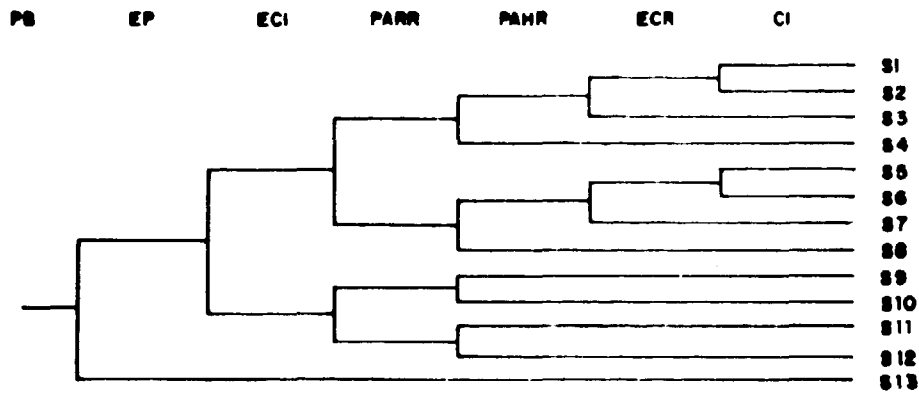 PB EP ECI PARR PAHR ECR CI
S1
S2
S3
S4
S5
S6
S7
S8
S9
S10
S11
S12
S13